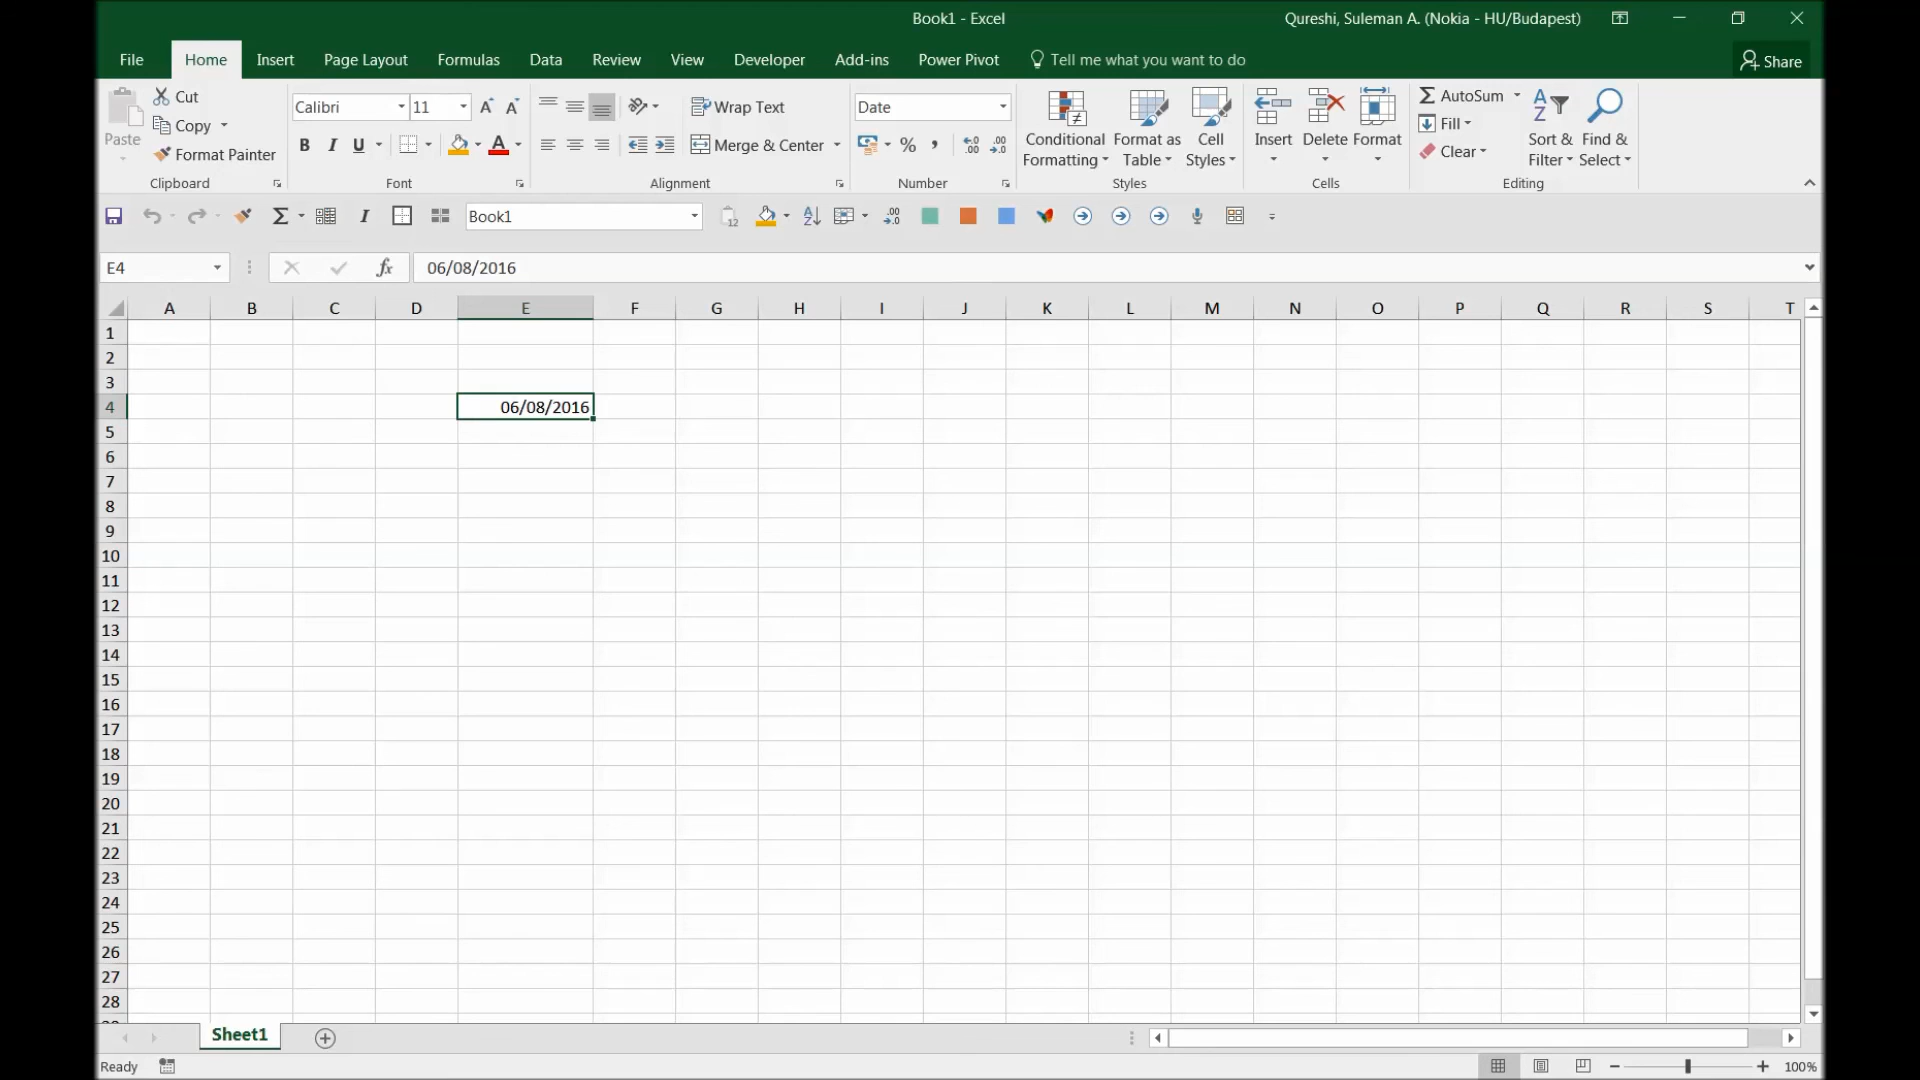 Book1 - Excel
Qureshi, Suleman A. (Nokia - HU/Budapest)
File Home Insert Page Layout Formulas Data Review View Developer Add-ins Power Pivot Tell me what you want to do Share
Paste
Cut
Copy
Format Painter
Clipboard
Calibri 11
B I U A
Font
Wrap Text
Merge & Center
Alignment
Date
% , .00
Number
Conditional Formatting
Format as Table
Cell Styles
Styles
Insert Delete Format
Cells
AutoSum
Fill
Clear
Sort & Filter
Find & Select
Editing
Book1
E4 fx 06/08/2016
A B C D E F G H I J K L M N O P Q R S T
1
2
3
4 06/08/2016
5
6
7
8
9
10
11
12
13
14
15
16
17
18
19
20
21
22
23
24
25
26
27
28
Sheet1
Ready 100%